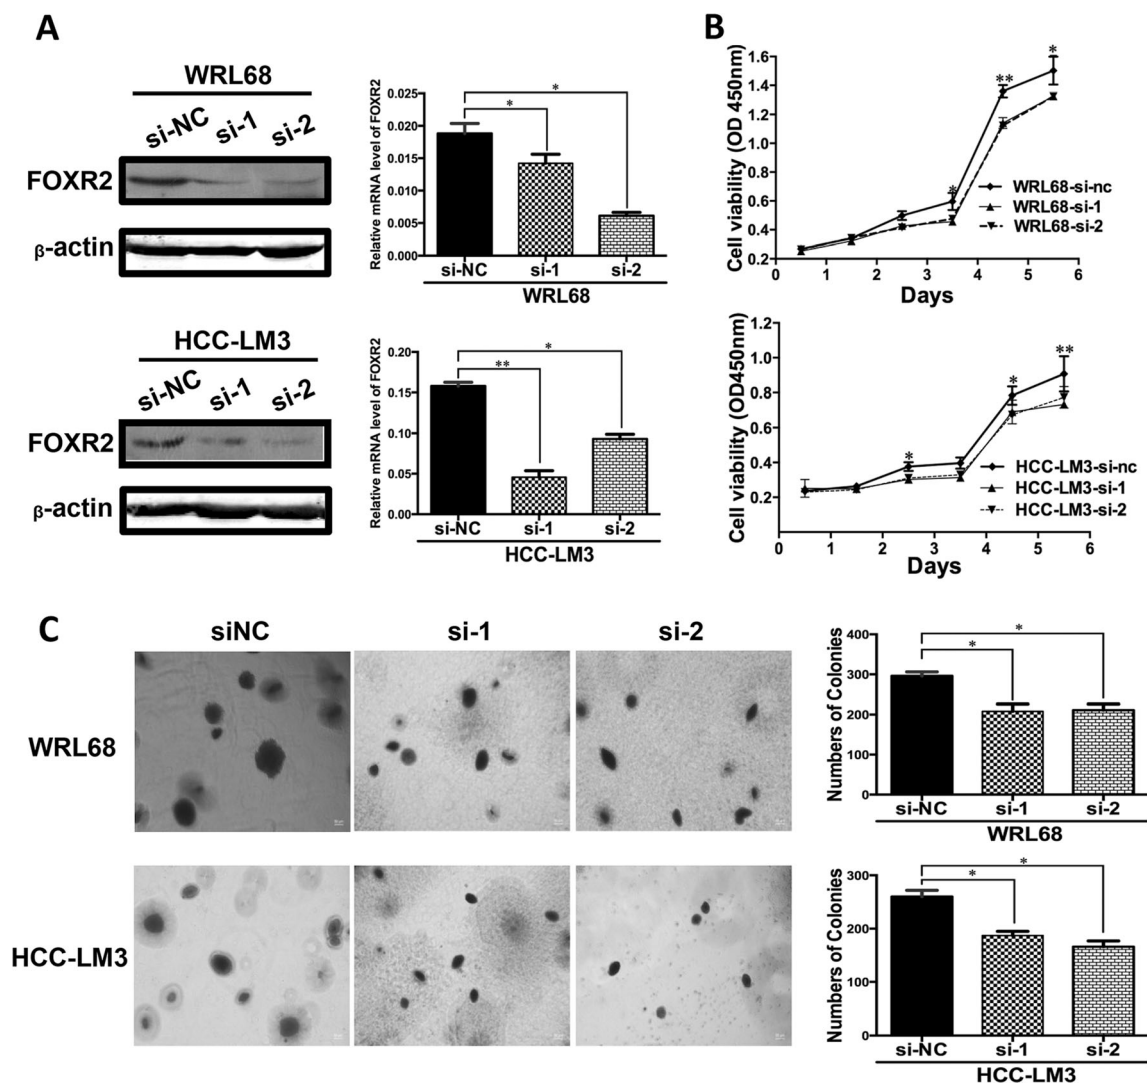 A
WRL68
si-NC si-1 si-2
FOXR2
β-actin
Relative mRNA level of FOXR2
0.025
0.020
0.015
0.010
0.005
0.000
*
*
si-NC si-1 si-2
WRL68
HCC-LM3
si-NC si-1 si-2
FOXR2
β-actin
Relative mRNA level of FOXR2
0.20
0.15
0.10
0.05
0.00
*
**
si-NC si-1 si-2
HCC-LM3
B
Cell viability (OD 450nm)
1.6
1.4
1.2
1.0
0.8
0.6
0.4
0.2
* ** *
WRL68-si-nc
WRL68-si-1
WRL68-si-2
0 1 2 3 4 5 6
Days
Cell viability (OD450nm)
1.2
1.0
0.8
0.6
0.4
0.2
* * **
HCC-LM3-si-nc
HCC-LM3-si-1
HCC-LM3-si-2
0 1 2 3 4 5 6
Days
C
siNC si-1 si-2
WRL68
HCC-LM3
Numbers of Colonies
400
300
200
100
0
*
*
si-NC si-1 si-2
WRL68
Numbers of Colonies
300
200
100
0
*
*
si-NC si-1 si-2
HCC-LM3